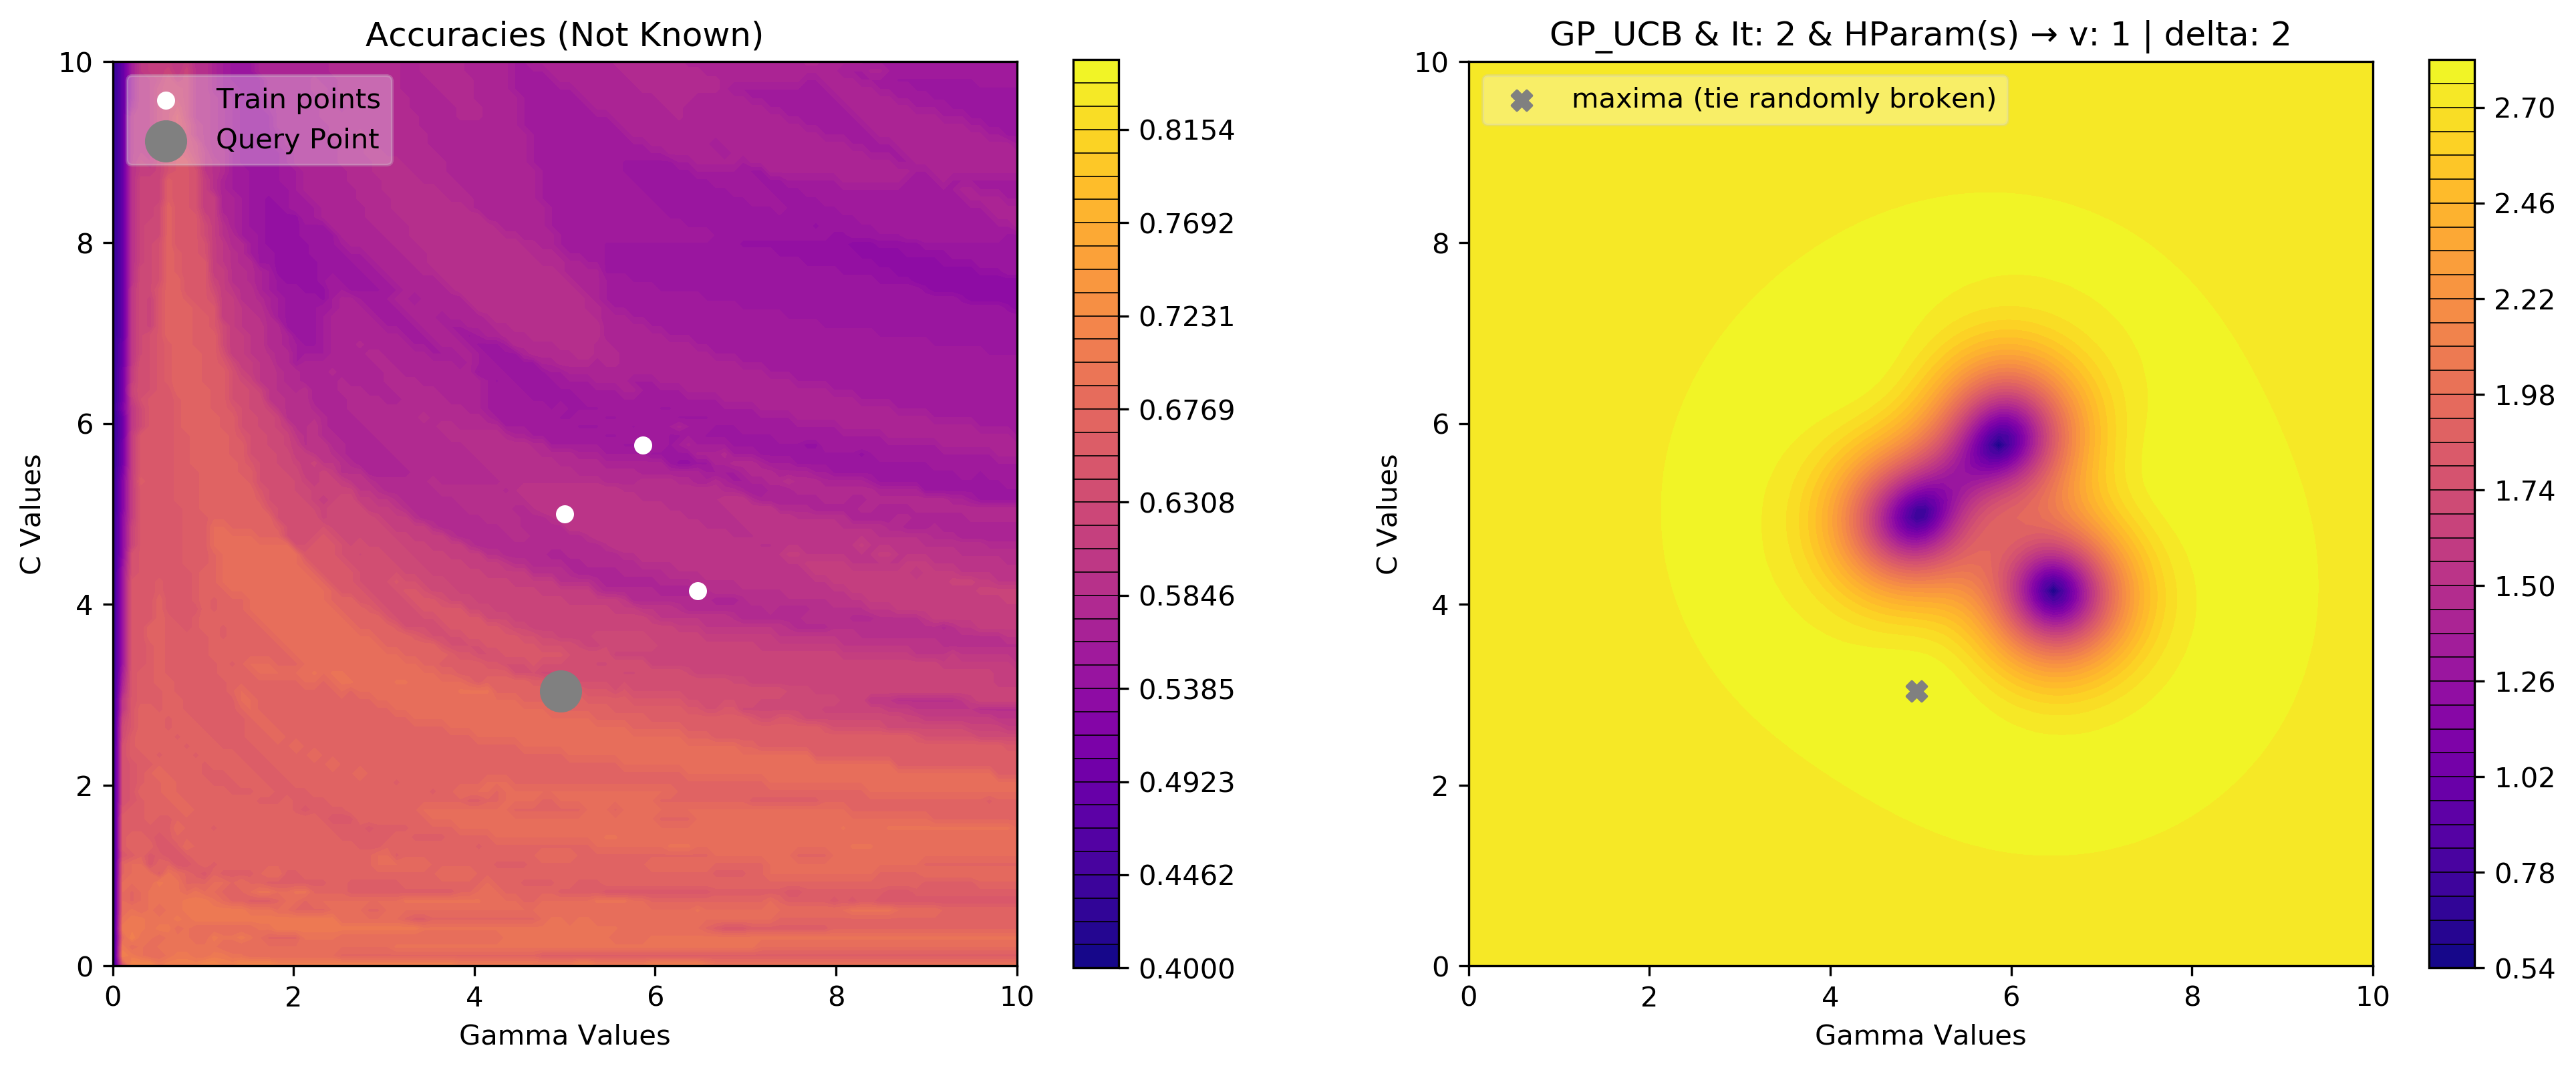 Accuracies (Not Known)
10
8
6
4
2
0
C Values
Train points
Query Point
0 2 4 6 8 10
Gamma Values
0.8154
0.7692
0.7231
0.6769
0.6308
0.5846
0.5385
0.4923
0.4462
0.4000
GP_UCB & It: 2 & HParam(s) → v: 1 | delta: 2
10
8
6
4
2
0
C Values
maxima (tie randomly broken)
0 2 4 6 8 10
Gamma Values
2.70
2.46
2.22
1.98
1.74
1.50
1.26
1.02
0.78
0.54